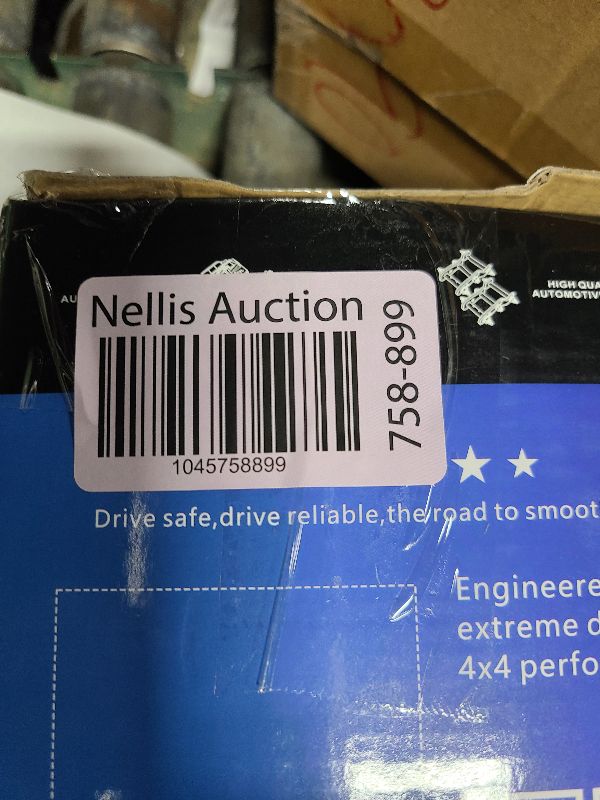 AU
HIGH QUA
AUTOMOTIV
Nellis Auction
758-899
1045758899
Drive safe,drive reliable,the road to smoot
Engineere
extreme d
4x4 perfo